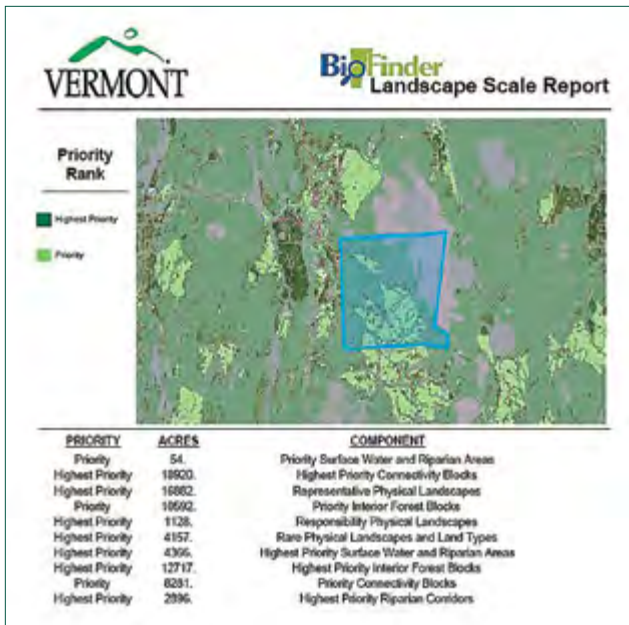 VERMONT
BioFinder
Landscape Scale Report
Priority
Rank
Highest Priority
Priority
PRIORITY ACRES COMPONENT
Priority 54. Priority Surface Water and Riparian Areas
Highest Priority 18920. Highest Priority Connectivity Blocks
Highest Priority 16882. Representative Physical Landscapes
Priority 10592. Priority Interior Forest Blocks
Highest Priority 1128. Responsibility Physical Landscapes
Highest Priority 4157. Rare Physical Landscapes and Land Types
Highest Priority 4366. Highest Priority Surface Water and Riparian Areas
Highest Priority 12717. Highest Priority Interior Forest Blocks
Priority 8281. Priority Connectivity Blocks
Highest Priority 2896. Highest Priority Riparian Corridors